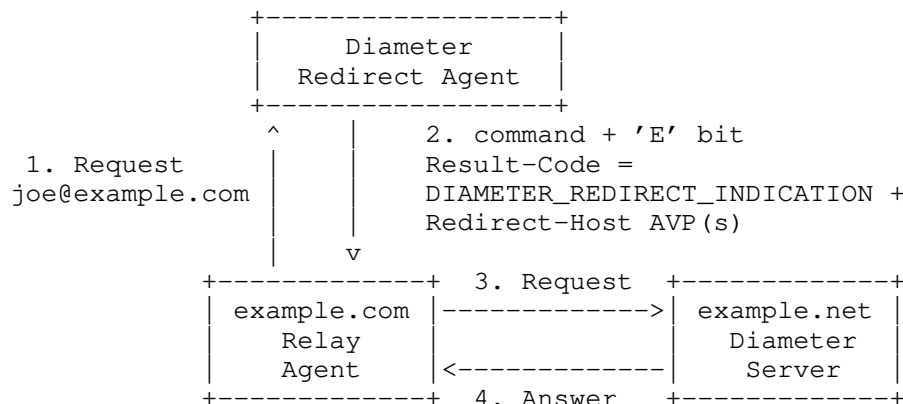 Diameter
Redirect Agent
2. command + 'E' bit
1. Request
Result-Code =
joe@example.com
DIAMETER_REDIRECT_INDICATION +
Redirect-Host AVP(s)
3. Request
example.com
example.net
Relay
Diameter
Agent
Server
4. Answer